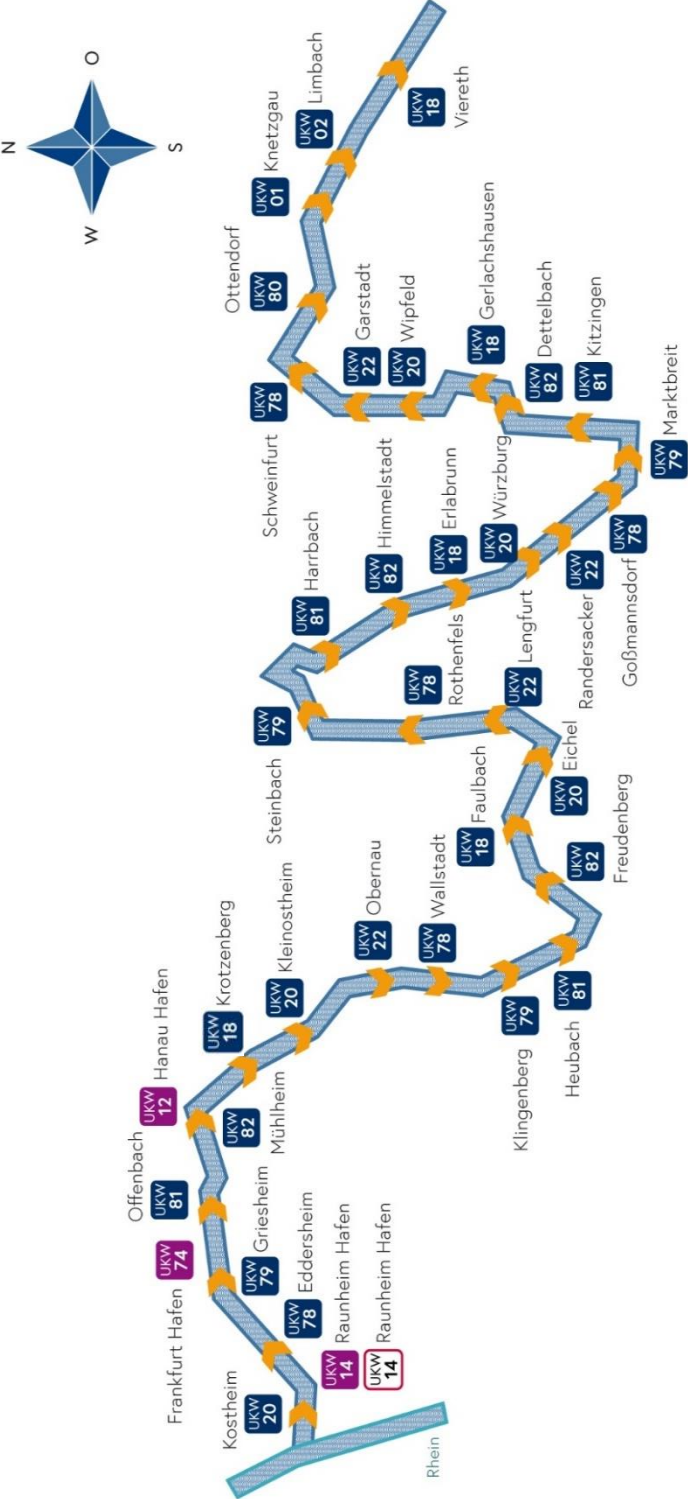 N
O
S
W
Rhein
Kostheim
UKW
20
UKW
14
Raunheim Hafen
UKW
14
Raunheim Hafen
UKW
78
Eddersheim
Frankfurt Hafen
UKW
74
UKW
79
Griesheim
Offenbach
UKW
81
UKW
82
Mühlheim
UKW
12
Hanau Hafen
UKW
18
Krotzenberg
UKW
20
Kleinostheim
UKW
22
Obernau
UKW
78
Wallstadt
Klingenberg
UKW
79
Heubach
UKW
81
UKW
82
Freudenberg
UKW
18
Faulbach
UKW
20
Eichel
UKW
22
Lengfurt
UKW
78
Rothenfels
Steinbach
UKW
79
UKW
81
Harrbach
UKW
82
Himmelstadt
UKW
18
Erlabrunn
UKW
20
Würzburg
UKW
22
Randersacker
UKW
78
Goßmannsdorf
UKW
79
Marktbreit
UKW
81
Kitzingen
UKW
82
Dettelbach
UKW
18
Gerlachshausen
UKW
20
Wipfeld
UKW
22
Garstadt
Schweinfurt
UKW
78
Ottendorf
UKW
80
UKW
01
Knetzgau
UKW
02
Limbach
UKW
18
Viereth